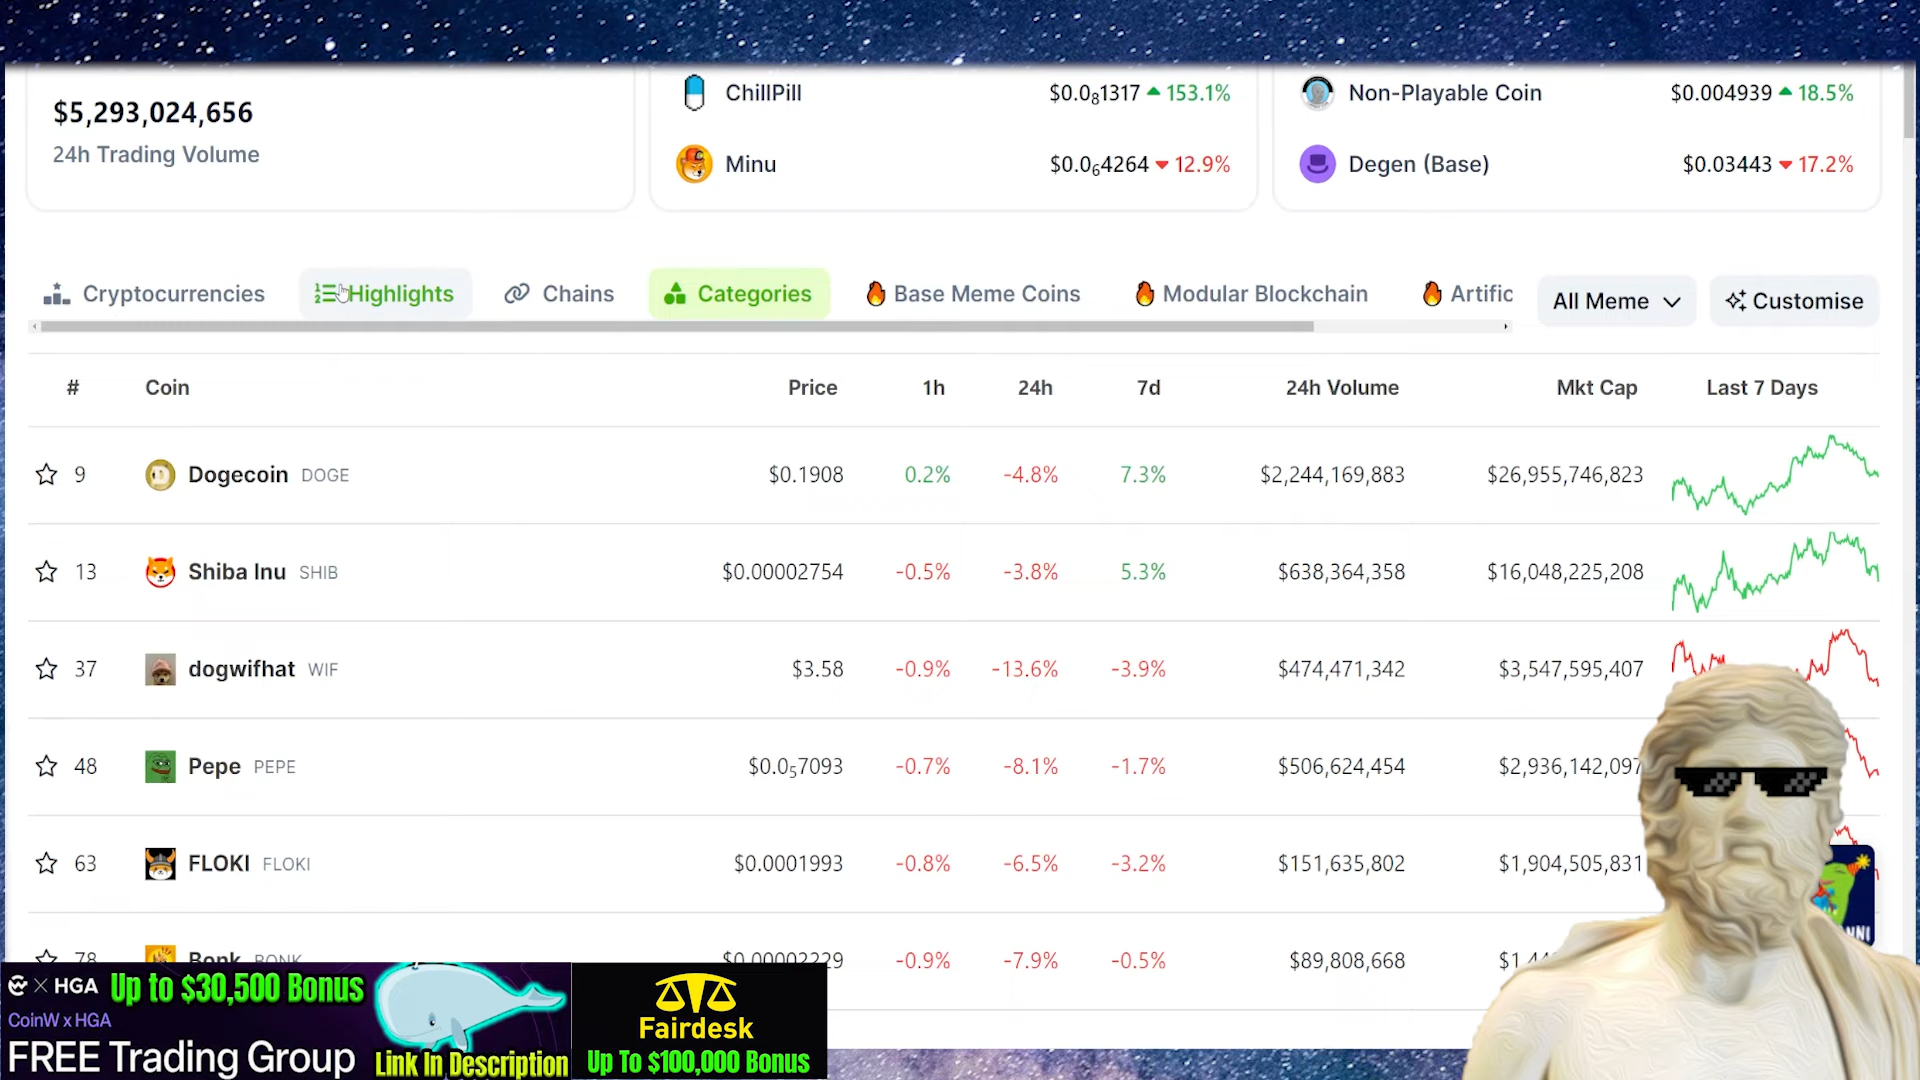 $5,293,024,656
24h Trading Volume
ChillPill $0.0₈1317 153.1%
Minu $0.0₆4264 12.9%
Non-Playable Coin $0.004939 18.5%
Degen (Base) $0.03443 17.2%
Cryptocurrencies Highlights Chains Categories Base Meme Coins Modular Blockchain Artific All Meme Customise
# Coin Price 1h 24h 7d 24h Volume Mkt Cap Last 7 Days
9 Dogecoin DOGE $0.1908 0.2% -4.8% 7.3% $2,244,169,883 $26,955,746,823
13 Shiba Inu SHIB $0.00002754 -0.5% -3.8% 5.3% $638,364,358 $16,048,225,208
37 dogwifhat WIF $3.58 -0.9% -13.6% -3.9% $474,471,342 $3,547,595,407
48 Pepe PEPE $0.0₅7093 -0.7% -8.1% -1.7% $506,624,454 $2,936,142,097
63 FLOKI FLOKI $0.0001993 -0.8% -6.5% -3.2% $151,635,802 $1,904,505,831
78 Bonk BONK $0.00002229 -0.9% -7.9% -0.5% $89,808,668
X HGA Up to $30,500 Bonus
CoinW x HGA
FREE Trading Group
Link In Description
Fairdesk
Up To $100,000 Bonus